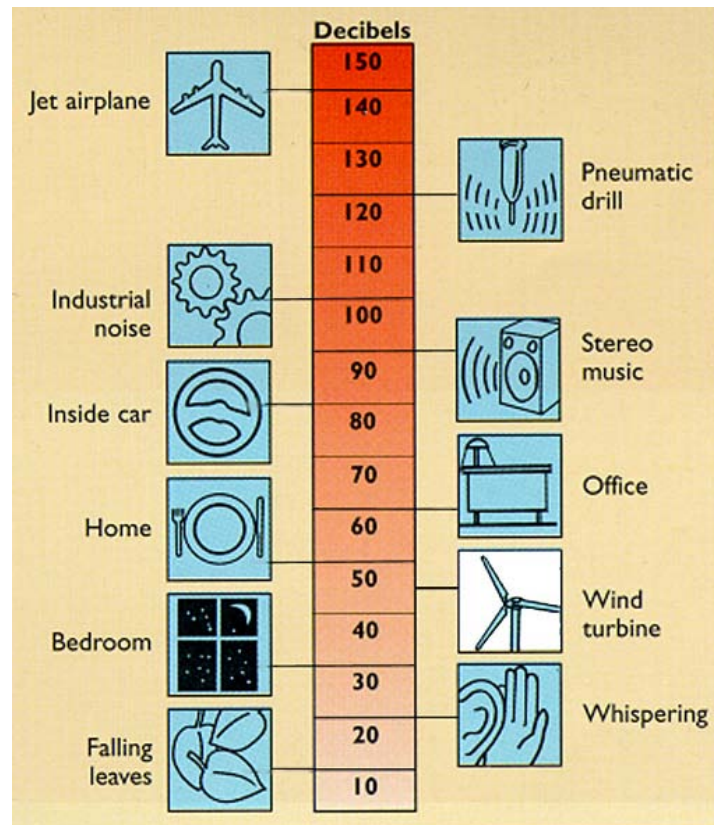 Decibels
150
Jet airplane
140
130
Pneumatic
drill
120
110
Industrial
noise
100
Stereo
music
90
Inside car
80
70
Office
60
Home
50
Wind
turbine
40
Bedroom
30
Whispering
20
Falling
leaves
10